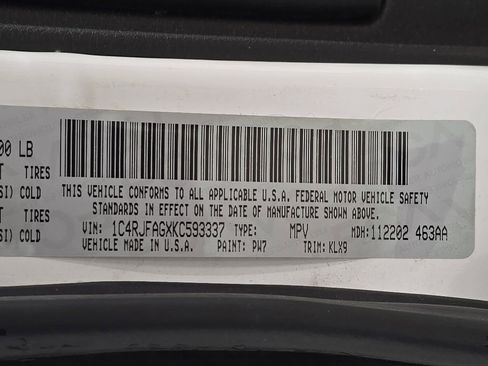 00 LB
T TIRES
SI) COLD
T TIRES
SI) COLD
THIS VEHICLE CONFORMS TO ALL APPLICABLE U.S.A. FEDERAL MOTOR VEHICLE SAFETY
STANDARDS IN EFFECT ON THE DATE OF MANUFACTURE SHOWN ABOVE.
VIN: 1C4RJFAGXKC593337 TYPE: MPV MDH: 112202 463AA
VEHICLE MADE IN U.S.A. PAINT: PW7 TRIM: KLX9